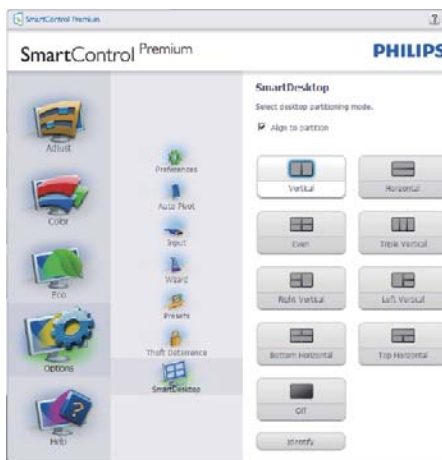 SmartControl Premium
?
SmartControl Premium
PHILIPS
Adjust
Color
Eco
Options
Help
Preferences
Auto Pivot
Input
Wizard
Presets
Theft Deterrence
SmartDesktop
SmartDesktop
Select desktop partitioning mode.
Align to partition
Vertical
Horizontal
Even
Triple Vertical
Right Vertical
Left Vertical
Bottom Horizontal
Top Horizontal
Off
Identify